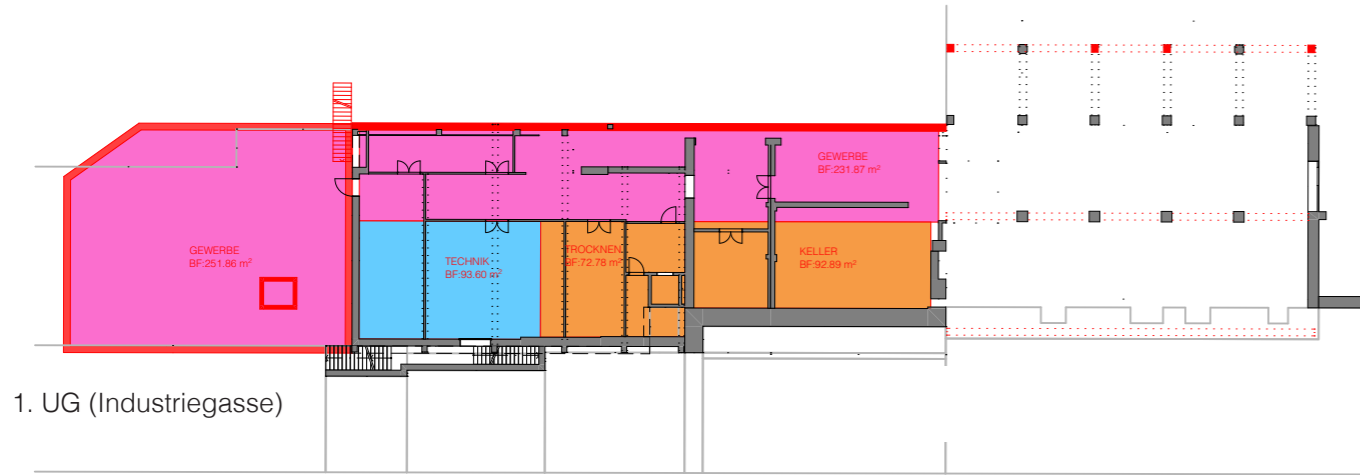 GEWERBE
BF:231.87 m²
GEWERBE
BF:251.86 m²
TECHNIK
BF:93.60 m²
TROCKNEN
BF:72.78 m²
KELLER
BF:92.89 m²
1. UG (Industriegasse)